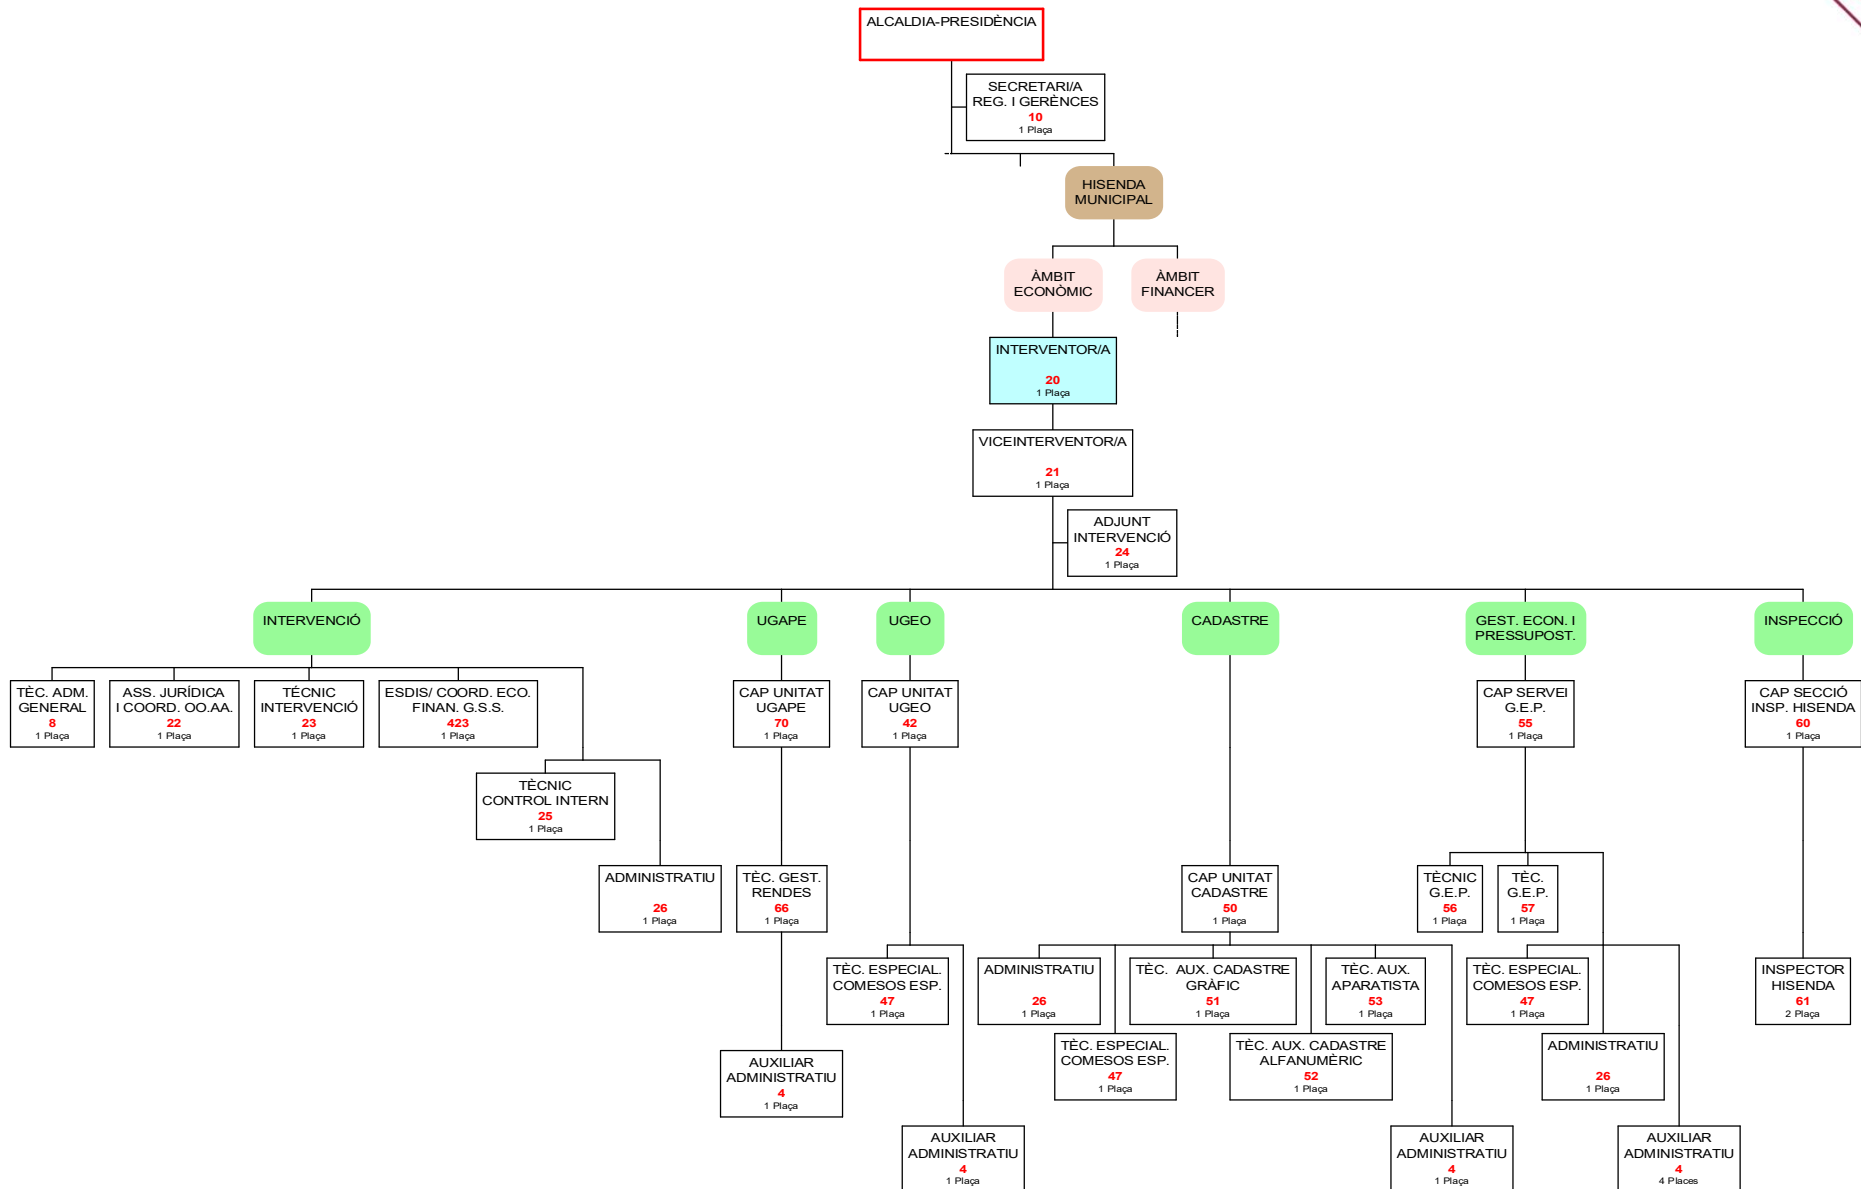 ALCALDIA-PRESIDÈNCIA
SECRETARI/A
REG. I GERÈNCES
10
1 Plaça
HISENDA
MUNICIPAL
ÀMBIT
ECONÒMIC
ÀMBIT
FINANCER
INTERVENTOR/A
20
1 Plaça
VICEINTERVENTOR/A
21
1 Plaça
ADJUNT
INTERVENCIÓ
24
1 Plaça
INTERVENCIÓ
UGAPE
UGEO
CADASTRE
GEST. ECON. I
PRESSUPOST.
INSPECCIÓ
TÈC. ADM.
GENERAL
8
1 Plaça
ASS. JURÍDICA
I COORD. OO.AA.
22
1 Plaça
TÉCNIC
INTERVENCIÓ
23
1 Plaça
ESDIS/ COORD. ECO.
FINAN. G.S.S.
423
1 Plaça
CAP UNITAT
UGAPE
70
1 Plaça
CAP UNITAT
UGEO
42
1 Plaça
CAP SERVEI
G.E.P.
55
1 Plaça
CAP SECCIÓ
INSP. HISENDA
60
1 Plaça
TÈCNIC
CONTROL INTERN
25
1 Plaça
ADMINISTRATIU
26
1 Plaça
TÈC. GEST.
RENDES
66
1 Plaça
CAP UNITAT
CADASTRE
50
1 Plaça
TÈCNIC
G.E.P.
56
1 Plaça
TÈC.
G.E.P.
57
1 Plaça
TÈC. ESPECIAL.
COMESOS ESP.
47
1 Plaça
ADMINISTRATIU
26
1 Plaça
TÈC. AUX. CADASTRE
GRÀFIC
51
1 Plaça
TÈC. AUX.
APARATISTA
53
1 Plaça
TÈC. ESPECIAL.
COMESOS ESP.
47
1 Plaça
INSPECTOR
HISENDA
61
2 Plaça
TÈC. ESPECIAL.
COMESOS ESP.
47
1 Plaça
TÈC. AUX. CADASTRE
ALFANUMÈRIC
52
1 Plaça
ADMINISTRATIU
26
1 Plaça
AUXILIAR
ADMINISTRATIU
4
1 Plaça
AUXILIAR
ADMINISTRATIU
4
1 Plaça
AUXILIAR
ADMINISTRATIU
4
1 Plaça
AUXILIAR
ADMINISTRATIU
4
4 Places